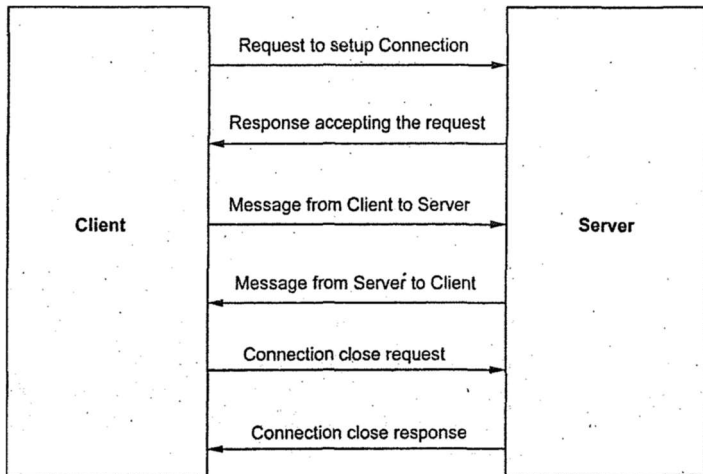 Request to setup Connection
Response accepting the request
Message from Client to Server
Client
Server
Message from Server to Client
Connection close request
Connection close response